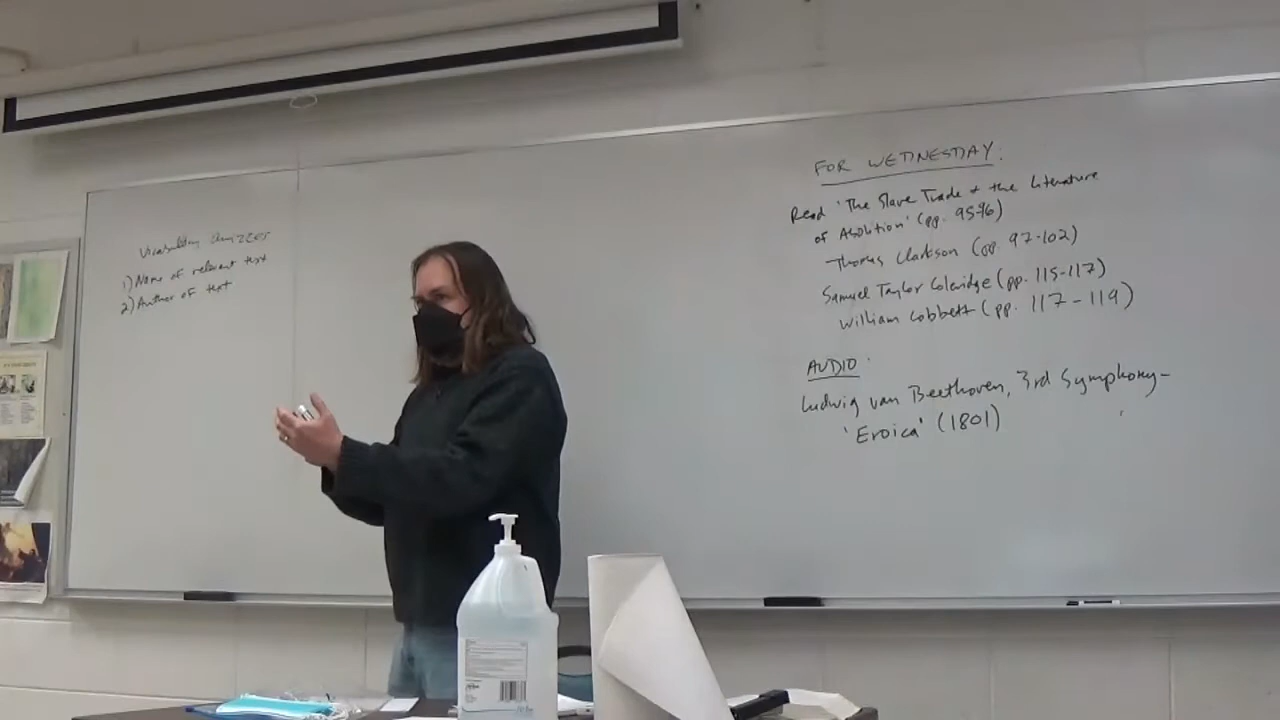 Vocabulary Quizzes
1) Name of relevant text
2) Author of text
FOR WEDNESDAY:
Read 'The Slave Trade & the Literature
of Abolition' (pp. 95-96)
Thomas Clarkson (pp. 97-102)
Samuel Taylor Coleridge (pp. 115-117)
William Cobbett (pp. 117-119)
AUDIO:
Ludwig van Beethoven, 3rd Symphony-
'Eroica' (1801)